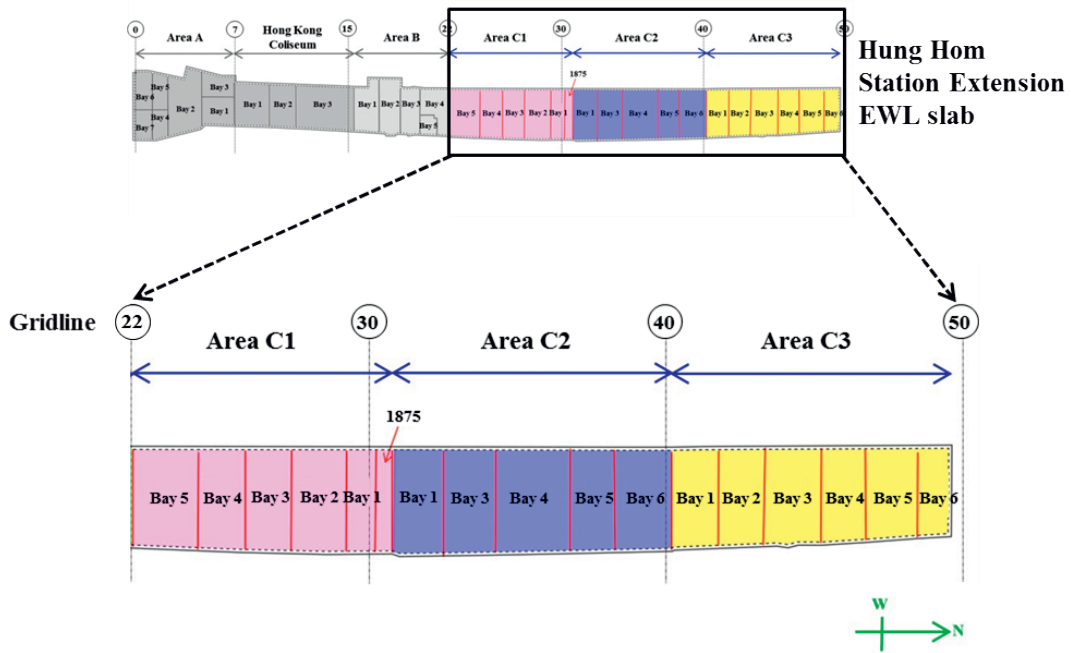 0 7 15 22 30 40 50
Area A Hong Kong Coliseum Area B Area C1 Area C2 Area C3
1875
Bay 6 Bay 5 Bay 4 Bay 7 Bay 2 Bay 3 Bay 1 Bay 1 Bay 2 Bay 3 Bay 1 Bay 2 Bay 3 Bay 4 Bay 5 Bay 5 Bay 4 Bay 3 Bay 2 Bay 1 Bay 1 Bay 3 Bay 4 Bay 5 Bay 6 Bay 1 Bay 2 Bay 3 Bay 4 Bay 5 Bay 6
Hung Hom
Station Extension
EWL slab
Gridline 22 30 40 50
Area C1 Area C2 Area C3
1875
Bay 5 Bay 4 Bay 3 Bay 2 Bay 1 Bay 1 Bay 3 Bay 4 Bay 5 Bay 6 Bay 1 Bay 2 Bay 3 Bay 4 Bay 5 Bay 6
W
N